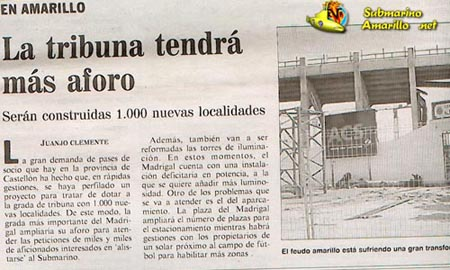 EN AMARILLO
Submarino
Amarillo .net
La tribuna tendrá
más aforo
Serán construidas 1.000 nuevas localidades
JUANJO CLEMENTE
La gran demanda de pases de
socio que hay en la provincia de
Castellón ha hecho que, en rápidas
gestiones, se haya perfilado un
proyecto para tratar de dotar a
la grada de tribuna con 1.000 nue-
vas localidades. De este modo, la
grada más importante del Madri-
gal ampliaría su aforo para aten-
der las peticiones de miles y miles
de aficionados interesados en 'alis-
tarse' al Submarino.
Además, también van a ser
reformadas las torres de ilumina-
ción. En estos momentos, el
Madrigal cuenta con una instala-
ción deficitaria en potencia, a la
que se quiere añadir más lumino-
sidad. Otro de los problemas que
se va a atender es el del aparca-
miento. La plaza del Madrigal
ampliará el número de plazas para
el estacionamiento mientras habrá
gestiones con los propietarios de
un solar próximo al campo de fút-
bol para habilitar más zonas .
El feudo amarillo está sufriendo una gran transfor